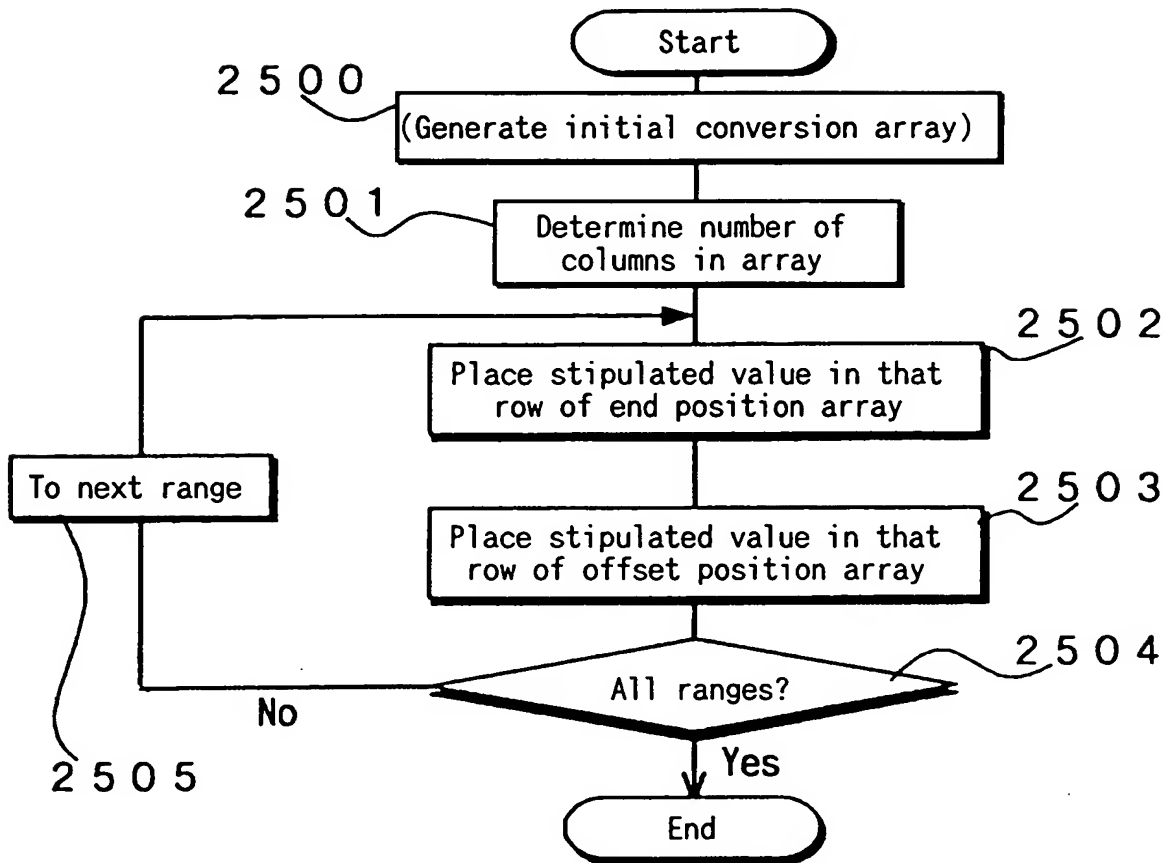 Start
2500
(Generate initial conversion array)
2501
Determine number of
columns in array
2502
Place stipulated value in that
row of end position array
To next range
2503
Place stipulated value in that
row of offset position array
2504
All ranges?
No
2505
Yes
End